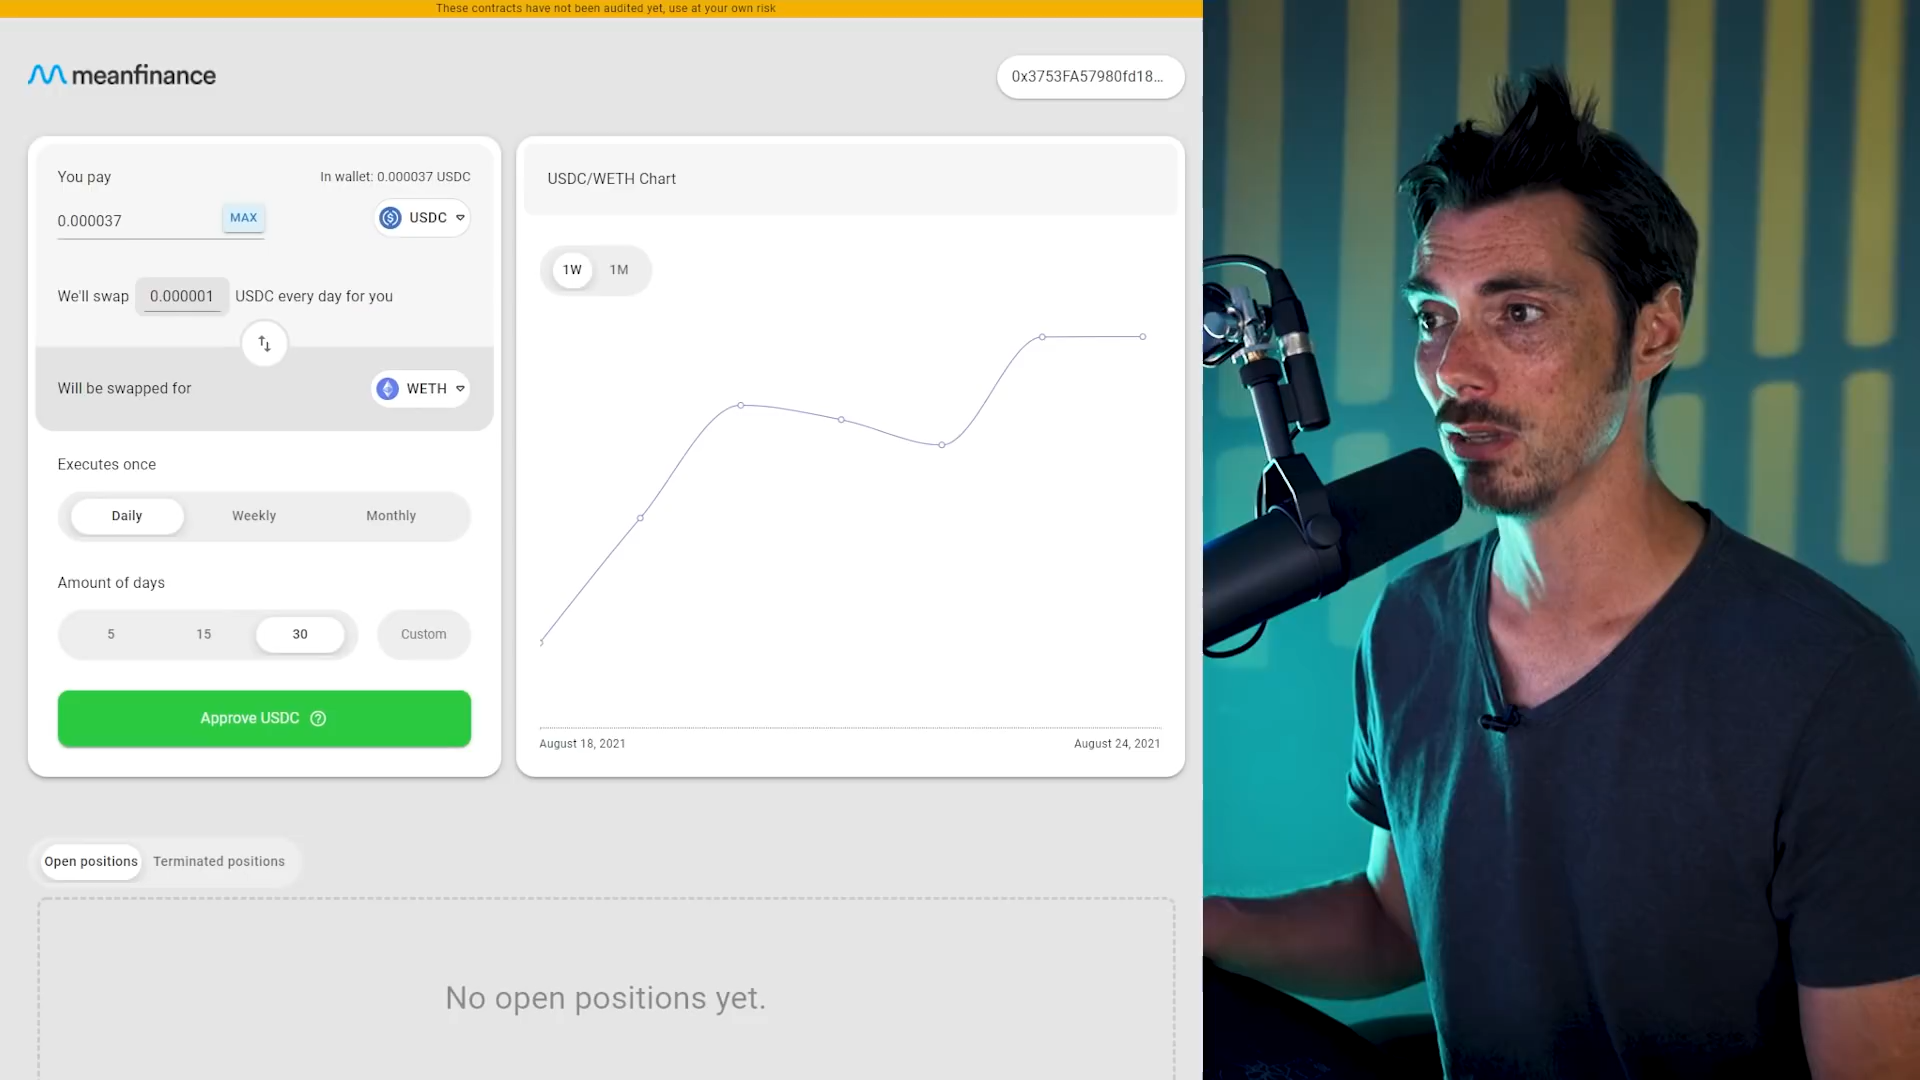 These contracts have not been audited yet, use at your own risk
meanfinance
0x3753FA57980fd18...
You pay
In wallet: 0.000037 USDC
0.000037
MAX
USDC
We'll swap 0.000001 USDC every day for you
Will be swapped for
WETH
Executes once
Daily
Weekly
Monthly
Amount of days
5
15
30
Custom
Approve USDC
USDC/WETH Chart
1W
1M
August 18, 2021
August 24, 2021
Open positions
Terminated positions
No open positions yet.